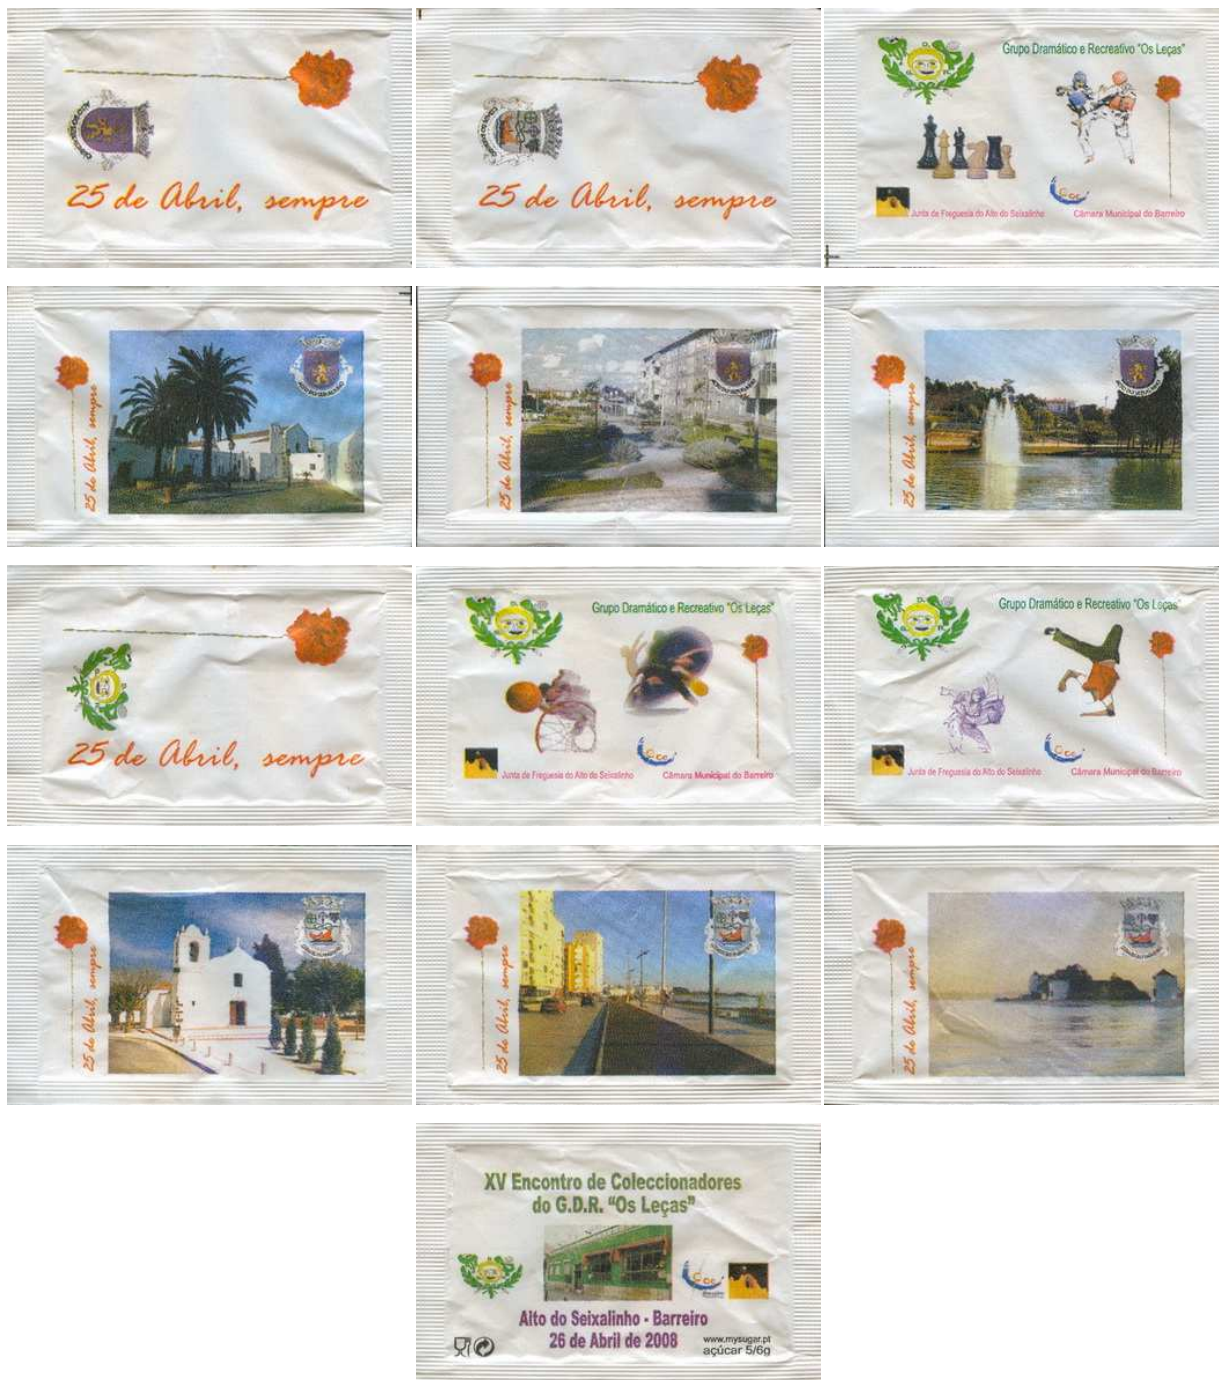 25 de Abril, sempre
25 de Abril, sempre
Grupo Dramático e Recreativo "Os Leças"
Junta de Freguesia do Alto do Seixalinho
Câmara Municipal do Barreiro
25 de Abril, sempre
25 de Abril, sempre
25 de Abril, sempre
25 de Abril, sempre
Grupo Dramático e Recreativo "Os Leças"
Junta de Freguesia do Alto do Seixalinho
Câmara Municipal do Barreiro
Grupo Dramático e Recreativo "Os Leças"
Junta de Freguesia do Alto do Seixalinho
Câmara Municipal do Barreiro
25 de Abril, sempre
25 de Abril, sempre
25 de Abril, sempre
XV Encontro de Coleccionadores
do G.D.R. "Os Leças"
Alto do Seixalinho - Barreiro
26 de Abril de 2008
www.mysugar.pt
açúcar 5/6g